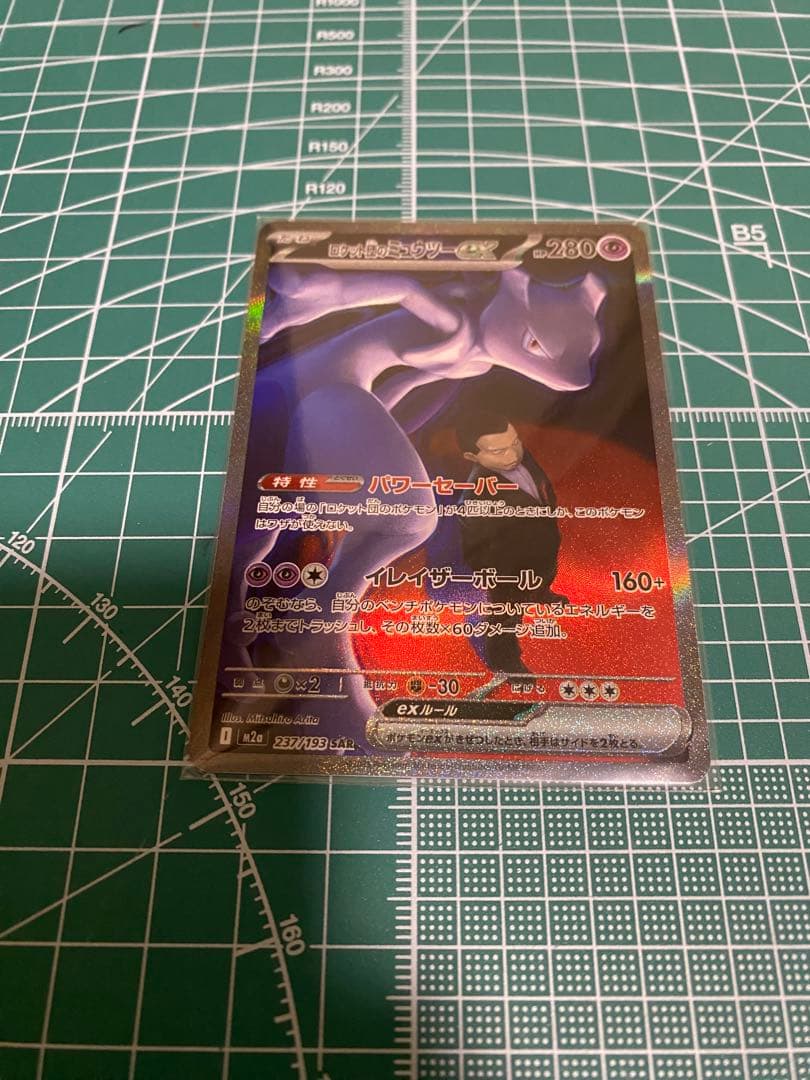 R1000
R500
R300
R200
R150
R120
B5
たね
ロケット団のミュウツーex HP280
特性 パワーセーバー
自分の場の「ロケット団のポケモン」が4匹以上のときにしか、このポケモン
はワザが使えない。
イレイザーボール 160+
のぞむなら、自分のベンチポケモンについているエネルギーを
2枚までトラッシュし、その枚数×60ダメージ追加。
弱点 ×2 抵抗力 -30 にげる
exルール
ポケモンexがきぜつしたとき、相手はサイドを2枚とる。
Illus. Mitsuhiro Arita
I M2a 237/193 SAR
120
130
140
150
160